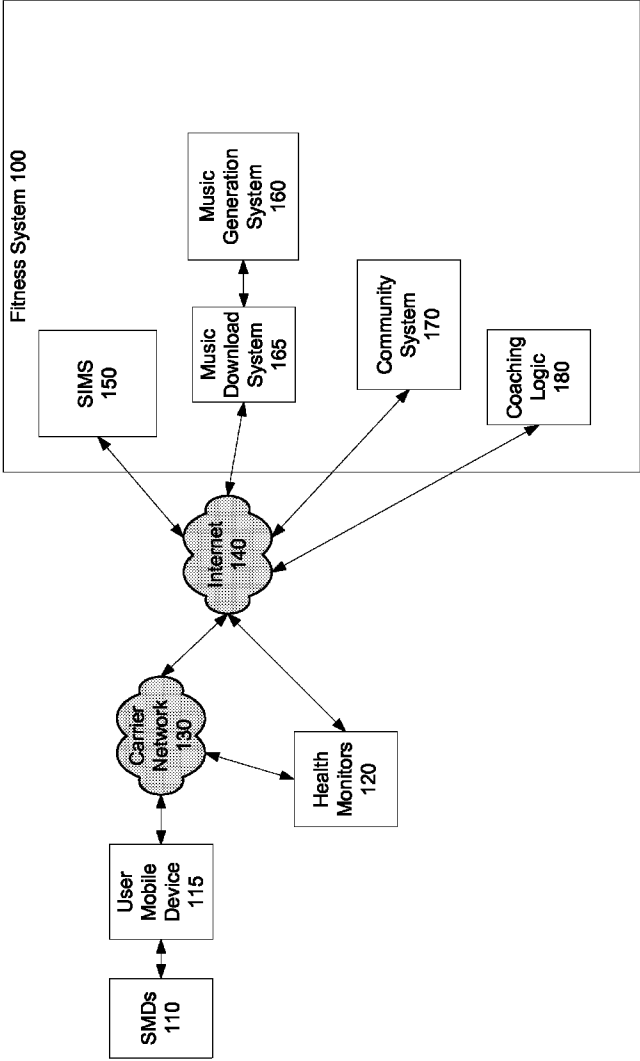 Fitness System 100
SIMS
150
Music
Generation
System
160
Music
Download
System
165
Community
System
170
Coaching
Logic
180
Internet
140
Carrier
Network
130
Health
Monitors
120
User
Mobile
Device
115
SMDs
110